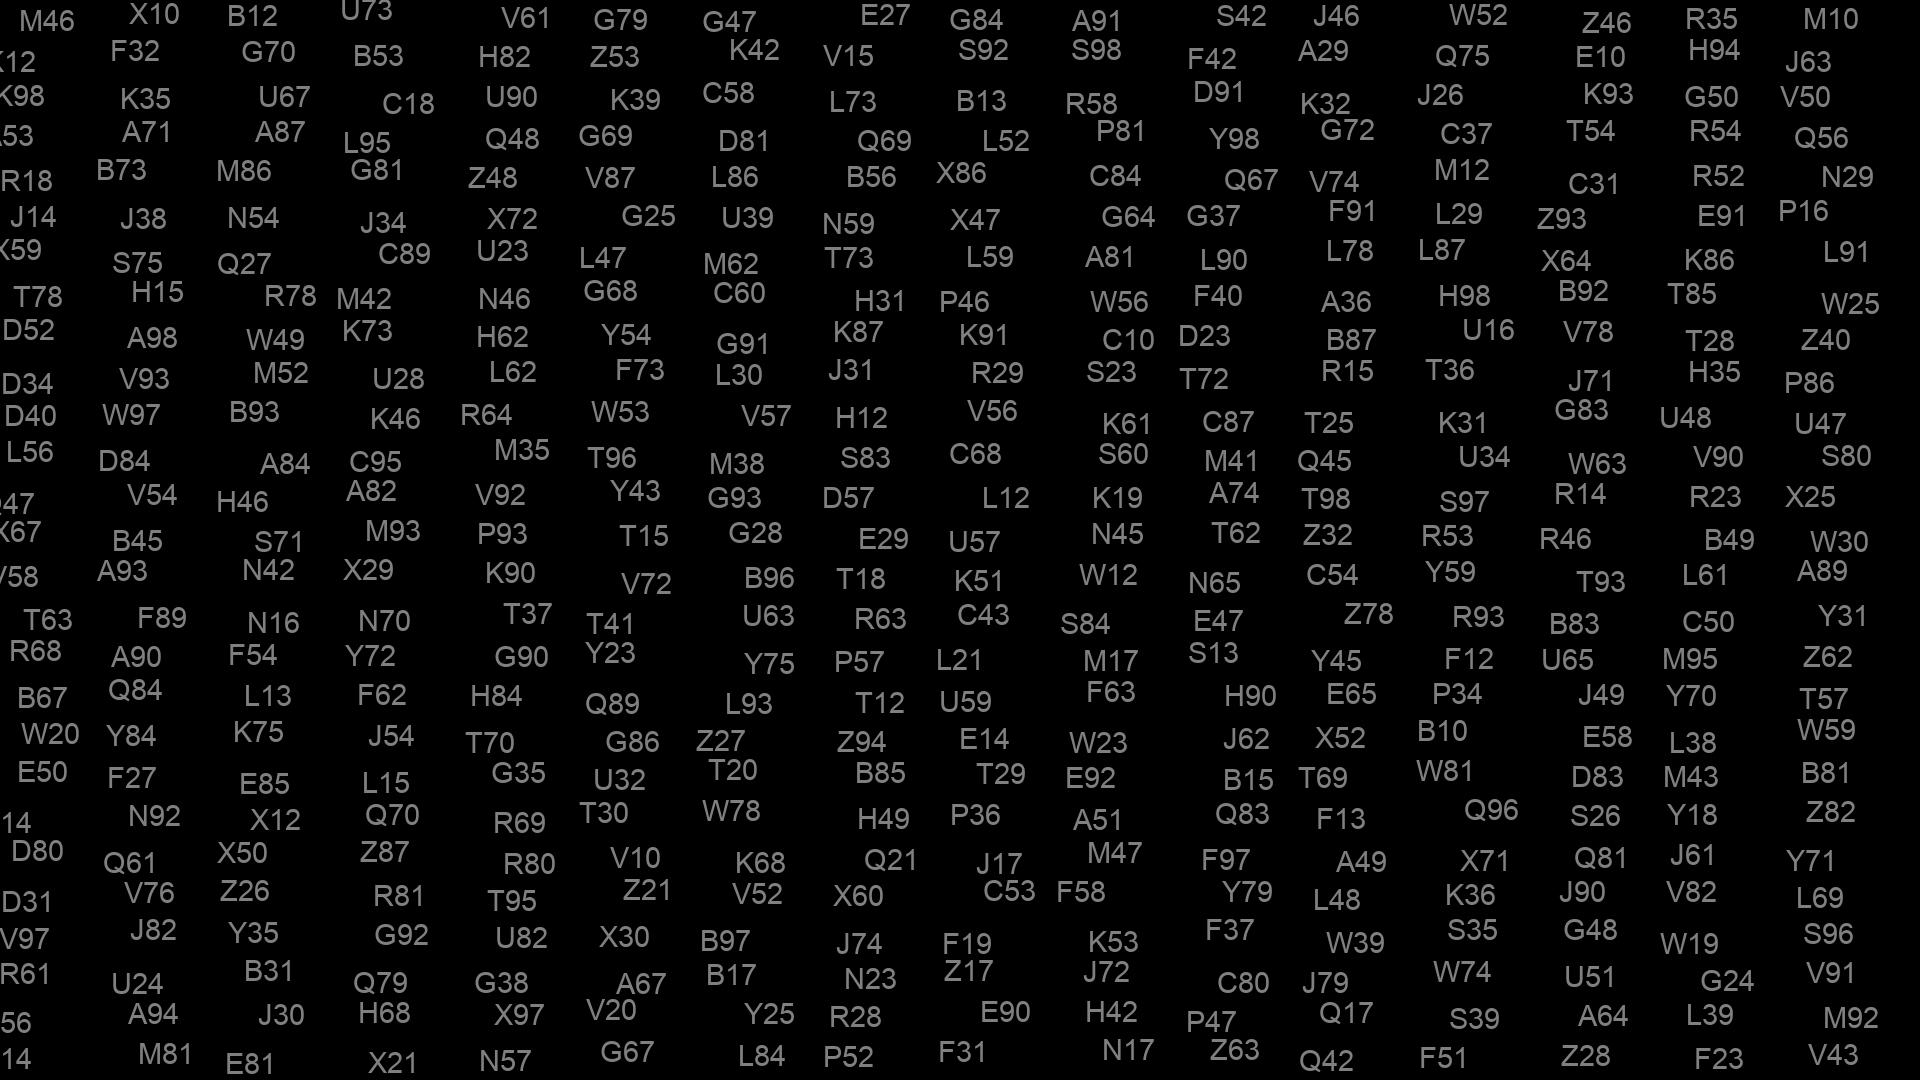 M46 X10 B12 U73 V61 G79 G47 E27 G84 A91 S42 J46 W52 Z46 R35 M10
K12 F32 G70 B53 H82 Z53 K42 V15 S92 S98 F42 A29 Q75 E10 H94 J63
K98 K35 U67 C18 U90 K39 C58 L73 B13 R58 D91 K32 J26 K93 G50 V50
53 A71 A87 L95 Q48 G69 D81 Q69 L52 P81 Y98 G72 C37 T54 R54 Q56
R18 B73 M86 G81 Z48 V87 L86 B56 X86 C84 Q67 V74 M12 C31 R52 N29
J14 J38 N54 J34 X72 G25 U39 N59 X47 G64 G37 F91 L29 Z93 E91 P16
X59 S75 Q27 C89 U23 L47 M62 T73 L59 A81 L90 L78 L87 X64 K86 L91
T78 H15 R78 M42 N46 G68 C60 H31 P46 W56 F40 A36 H98 B92 T85 W25
D52 A98 W49 K73 H62 Y54 G91 K87 K91 C10 D23 B87 U16 V78 T28 Z40
D34 V93 M52 U28 L62 F73 L30 J31 R29 S23 T72 R15 T36 J71 H35 P86
D40 W97 B93 K46 R64 W53 V57 H12 V56 K61 C87 T25 K31 G83 U48 U47
L56 D84 A84 C95 M35 T96 M38 S83 C68 S60 M41 Q45 U34 W63 V90 S80
47 V54 H46 A82 V92 Y43 G93 D57 L12 K19 A74 T98 S97 R14 R23 X25
X67 B45 S71 M93 P93 T15 G28 E29 U57 N45 T62 Z32 R53 R46 B49 W30
V58 A93 N42 X29 K90 V72 B96 T18 K51 W12 N65 C54 Y59 T93 L61 A89
T63 F89 N16 N70 T37 T41 U63 R63 C43 S84 E47 Z78 R93 B83 C50 Y31
R68 A90 F54 Y72 G90 Y23 Y75 P57 L21 M17 S13 Y45 F12 U65 M95 Z62
B67 Q84 L13 F62 H84 Q89 L93 T12 U59 F63 H90 E65 P34 J49 Y70 T57
W20 Y84 K75 J54 T70 G86 Z27 Z94 E14 W23 J62 X52 B10 E58 L38 W59
E50 F27 E85 L15 G35 U32 T20 B85 T29 E92 B15 T69 W81 D83 M43 B81
14 N92 X12 Q70 R69 T30 W78 H49 P36 A51 Q83 F13 Q96 S26 Y18 Z82
D80 Q61 X50 Z87 R80 V10 K68 Q21 J17 M47 F97 A49 X71 Q81 J61 Y71
D31 V76 Z26 R81 T95 Z21 V52 X60 C53 F58 Y79 L48 K36 J90 V82 L69
V97 J82 Y35 G92 U82 X30 B97 J74 F19 K53 F37 W39 S35 G48 W19 S96
R61 U24 B31 Q79 G38 A67 B17 N23 Z17 J72 C80 J79 W74 U51 G24 V91
56 A94 J30 H68 X97 V20 Y25 R28 E90 H42 P47 Q17 S39 A64 L39 M92
14 M81 E81 X21 N57 G67 L84 P52 F31 N17 Z63 Q42 F51 Z28 F23 V43